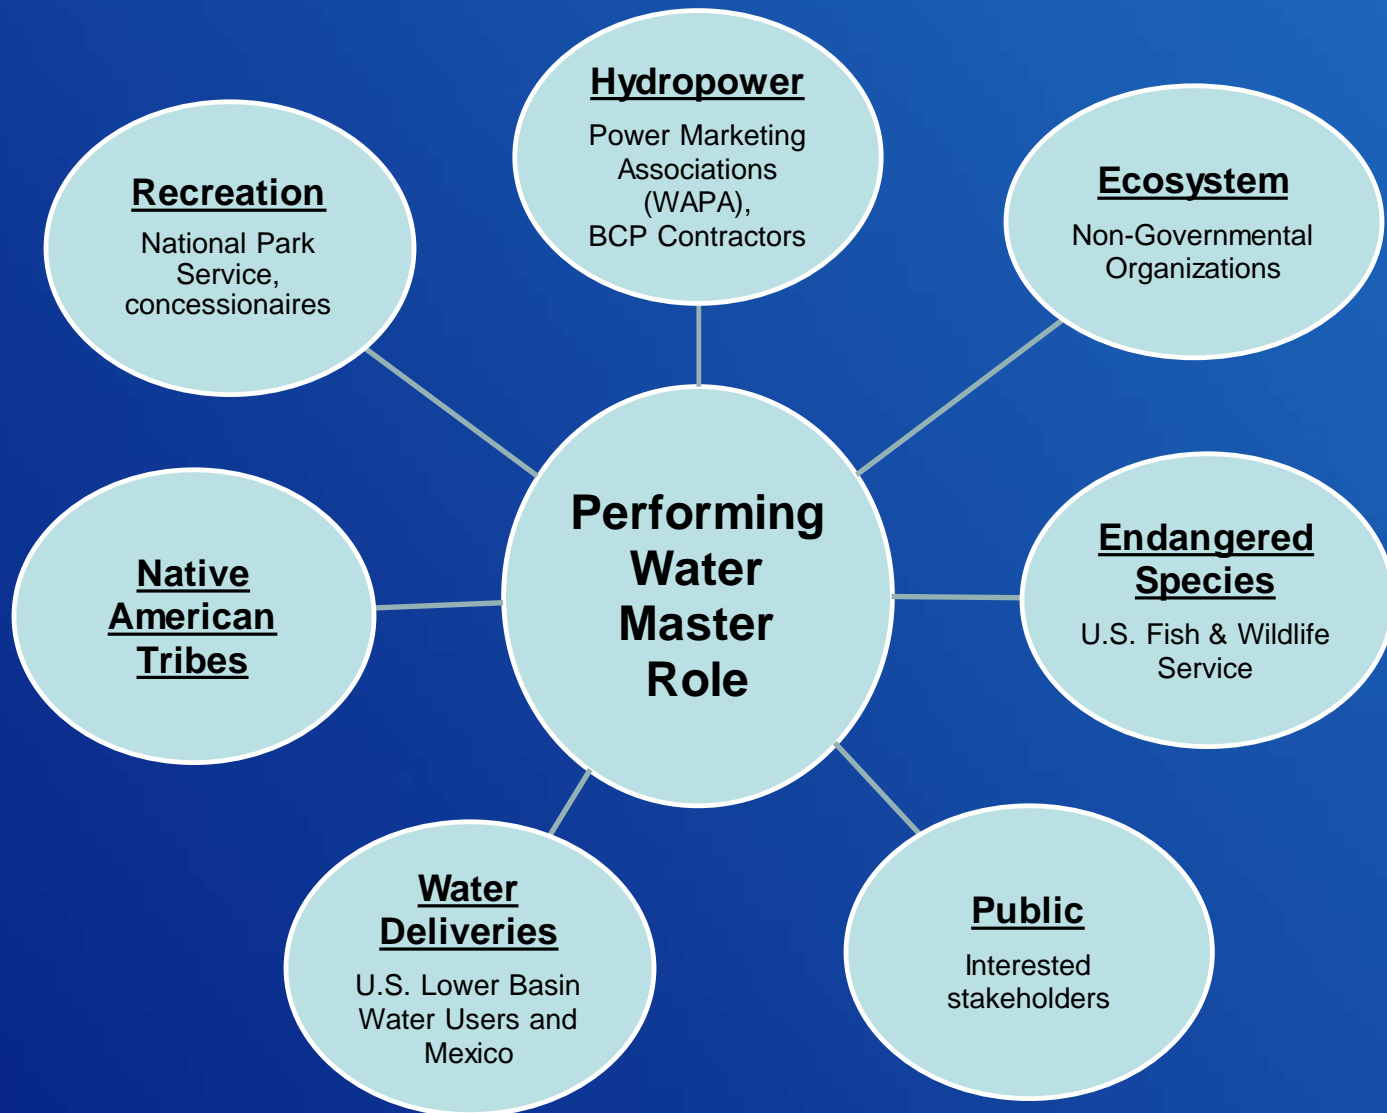 Hydropower
Power Marketing
Associations
(WAPA),
BCP Contractors
Recreation
National Park
Service,
concessionaires
Ecosystem
Non-Governmental
Organizations
Performing
Water
Master
Role
Native
American
Tribes
Endangered
Species
U.S. Fish & Wildlife
Service
Water
Deliveries
U.S. Lower Basin
Water Users and
Mexico
Public
Interested
stakeholders